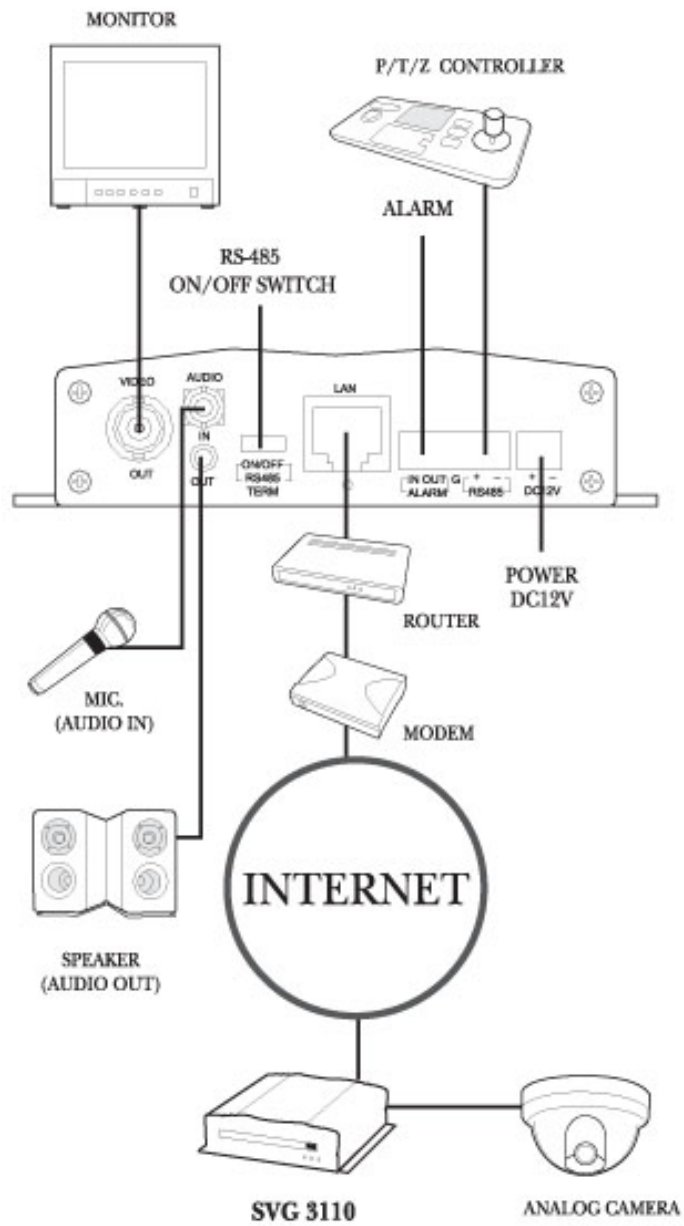 MONITOR
P/T/Z CONTROLLER
ALARM
RS-485
ON/OFF SWITCH
VIDEO
OUT
AUDIO
IN
OUT
ON/OFF
RS485
TERM
LAN
IN OUT G + -
ALARM RS485
+ -
DC12V
POWER
DC12V
ROUTER
MIC.
(AUDIO IN)
MODEM
INTERNET
SPEAKER
(AUDIO OUT)
SVG 3110
ANALOG CAMERA